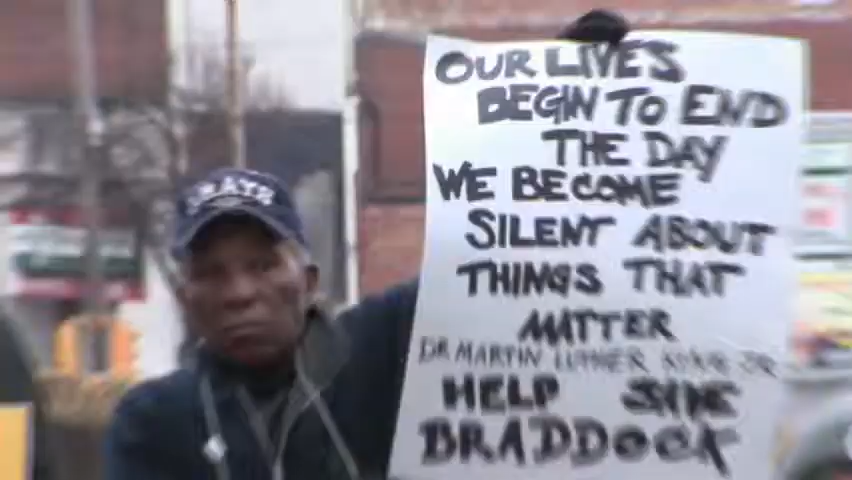 OUR LIVES
BEGIN TO END
THE DAY
WE BECOME
SILENT ABOUT
THINGS THAT
MATTER
DR MARTIN LUTHER KING JR
HELP SAVE
BRADDOCK